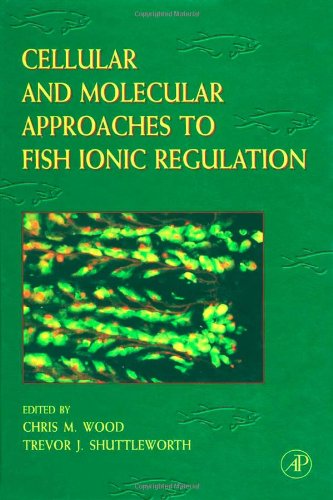 CELLULAR
AND MOLECULAR
APPROACHES TO
FISH IONIC REGULATION
EDITED BY
CHRIS M. WOOD
TREVOR J. SHUTTLEWORTH
AP